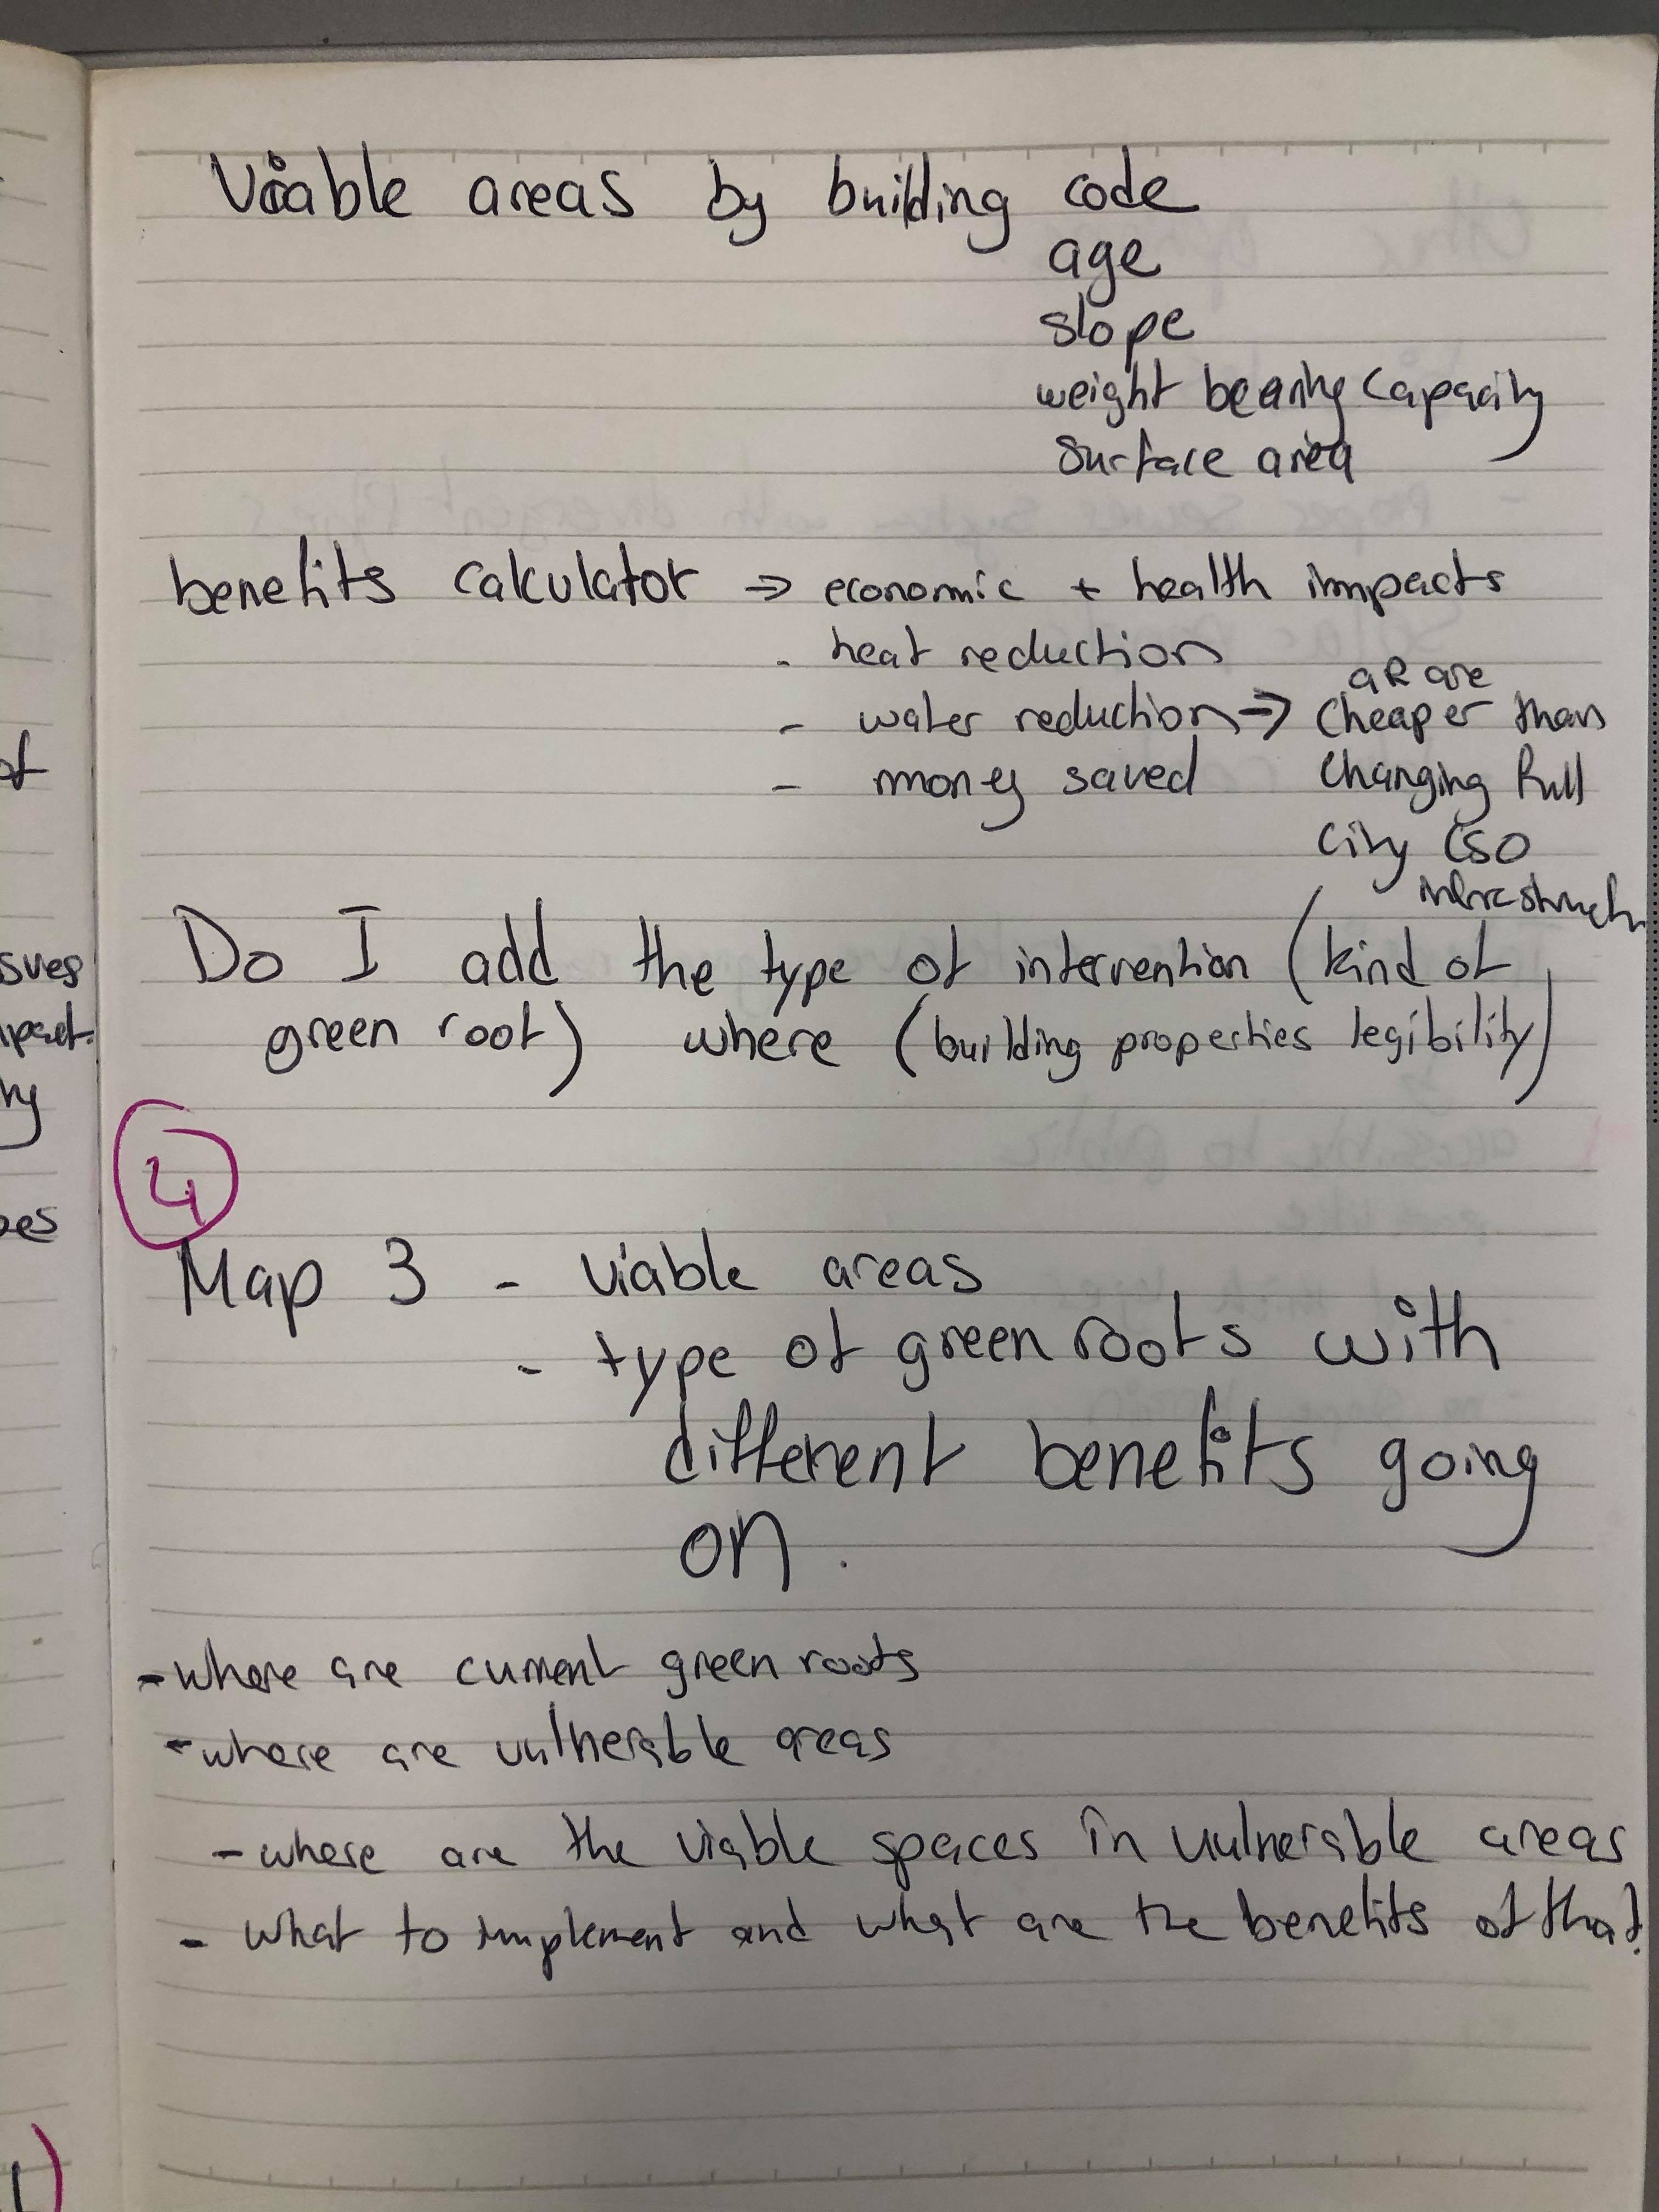 Viable areas by building code
age
slope
weight bearing capacity
surface area
benefits calculator => economic + health impacts
- heat reduction
- water reduction => GR are cheaper than
- money saved changing full
city CSO
infrastructure
Do I add the type of intervention (kind of
green roof) where (building properties legibility)
4
Map 3 - viable areas
- type of green roofs with
different benefits going
on.
- where are current green roofs
- where are vulnerable areas
- where are the viable spaces in vulnerable areas
- what to implement and what are the benefits of that?
of
sues
ry